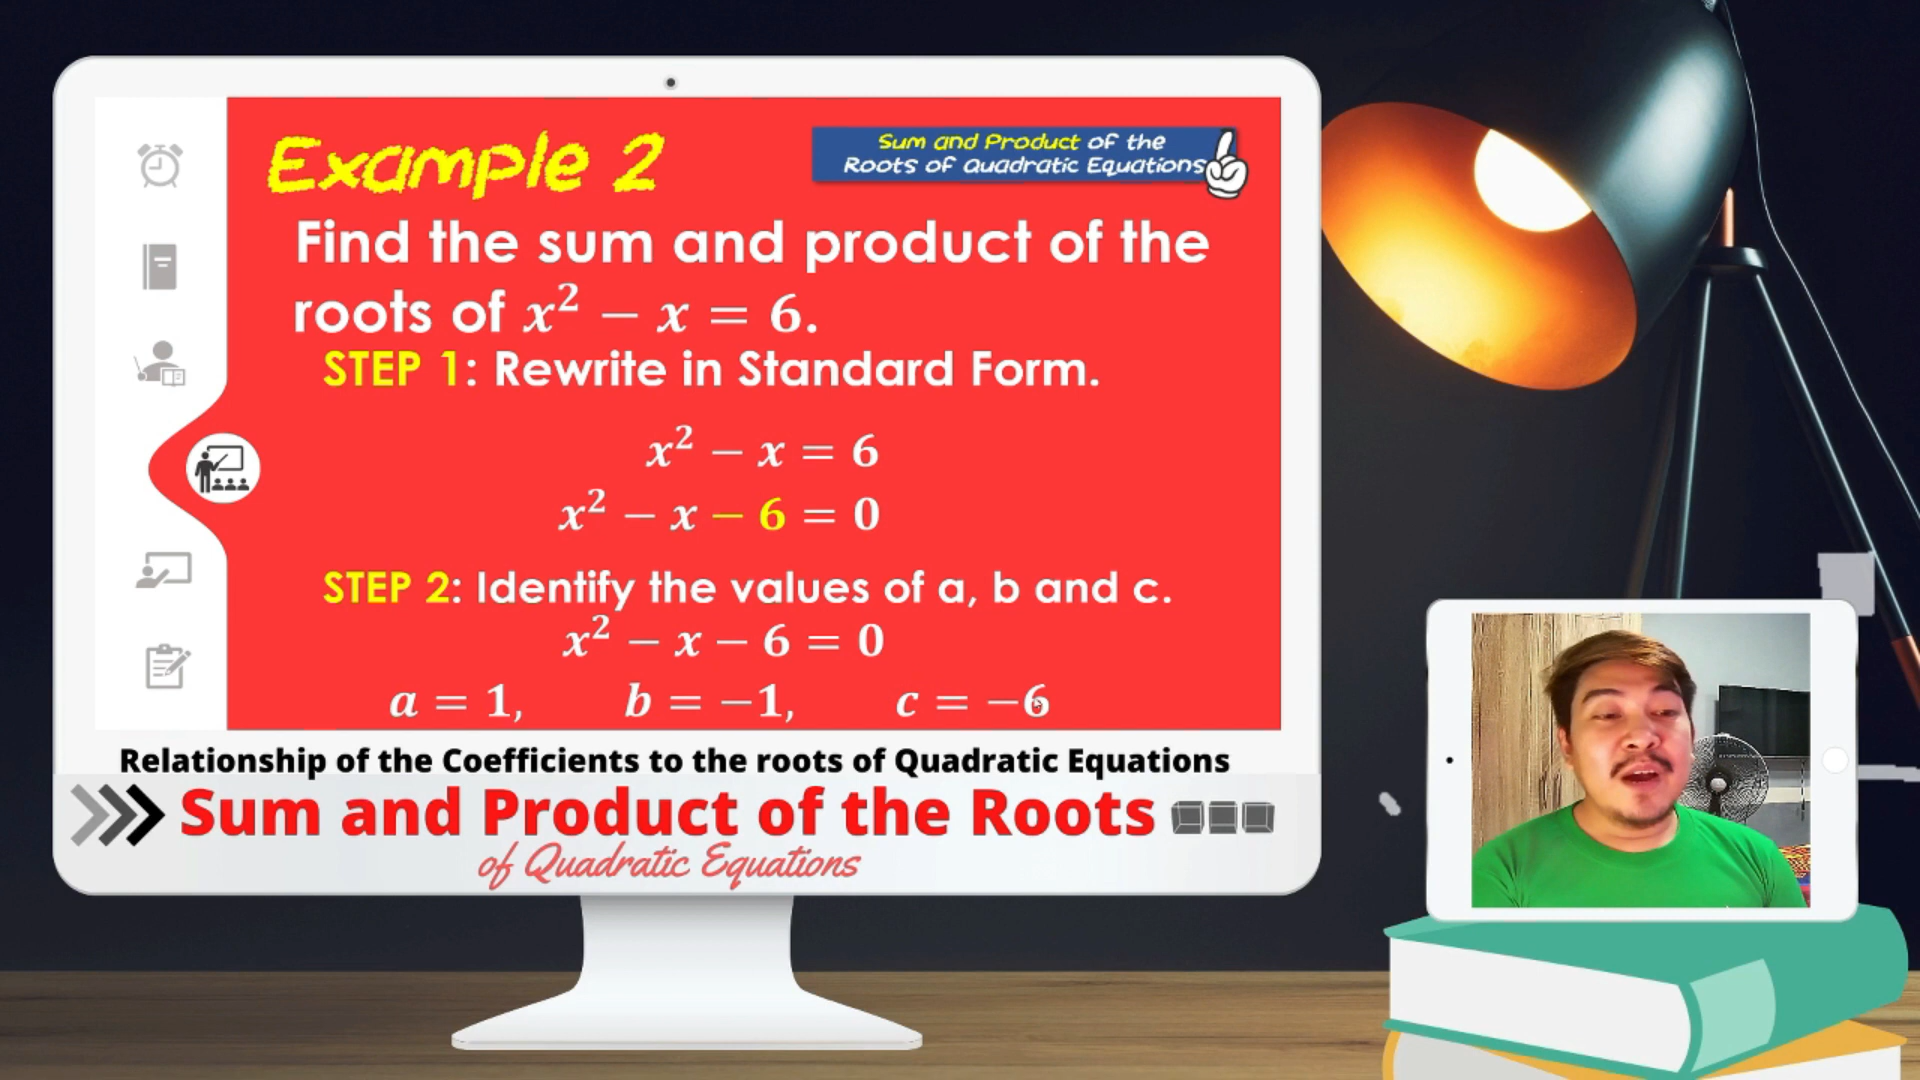 Example 2
Sum and Product of the
Roots of Quadratic Equations
Find the sum and product of the
roots of x² − x = 6.
STEP 1: Rewrite in Standard Form.
x² − x = 6
x² − x − 6 = 0
STEP 2: Identify the values of a, b and c.
x² − x − 6 = 0
a = 1, b = −1, c = −6
Relationship of the Coefficients to the roots of Quadratic Equations
Sum and Product of the Roots
of Quadratic Equations